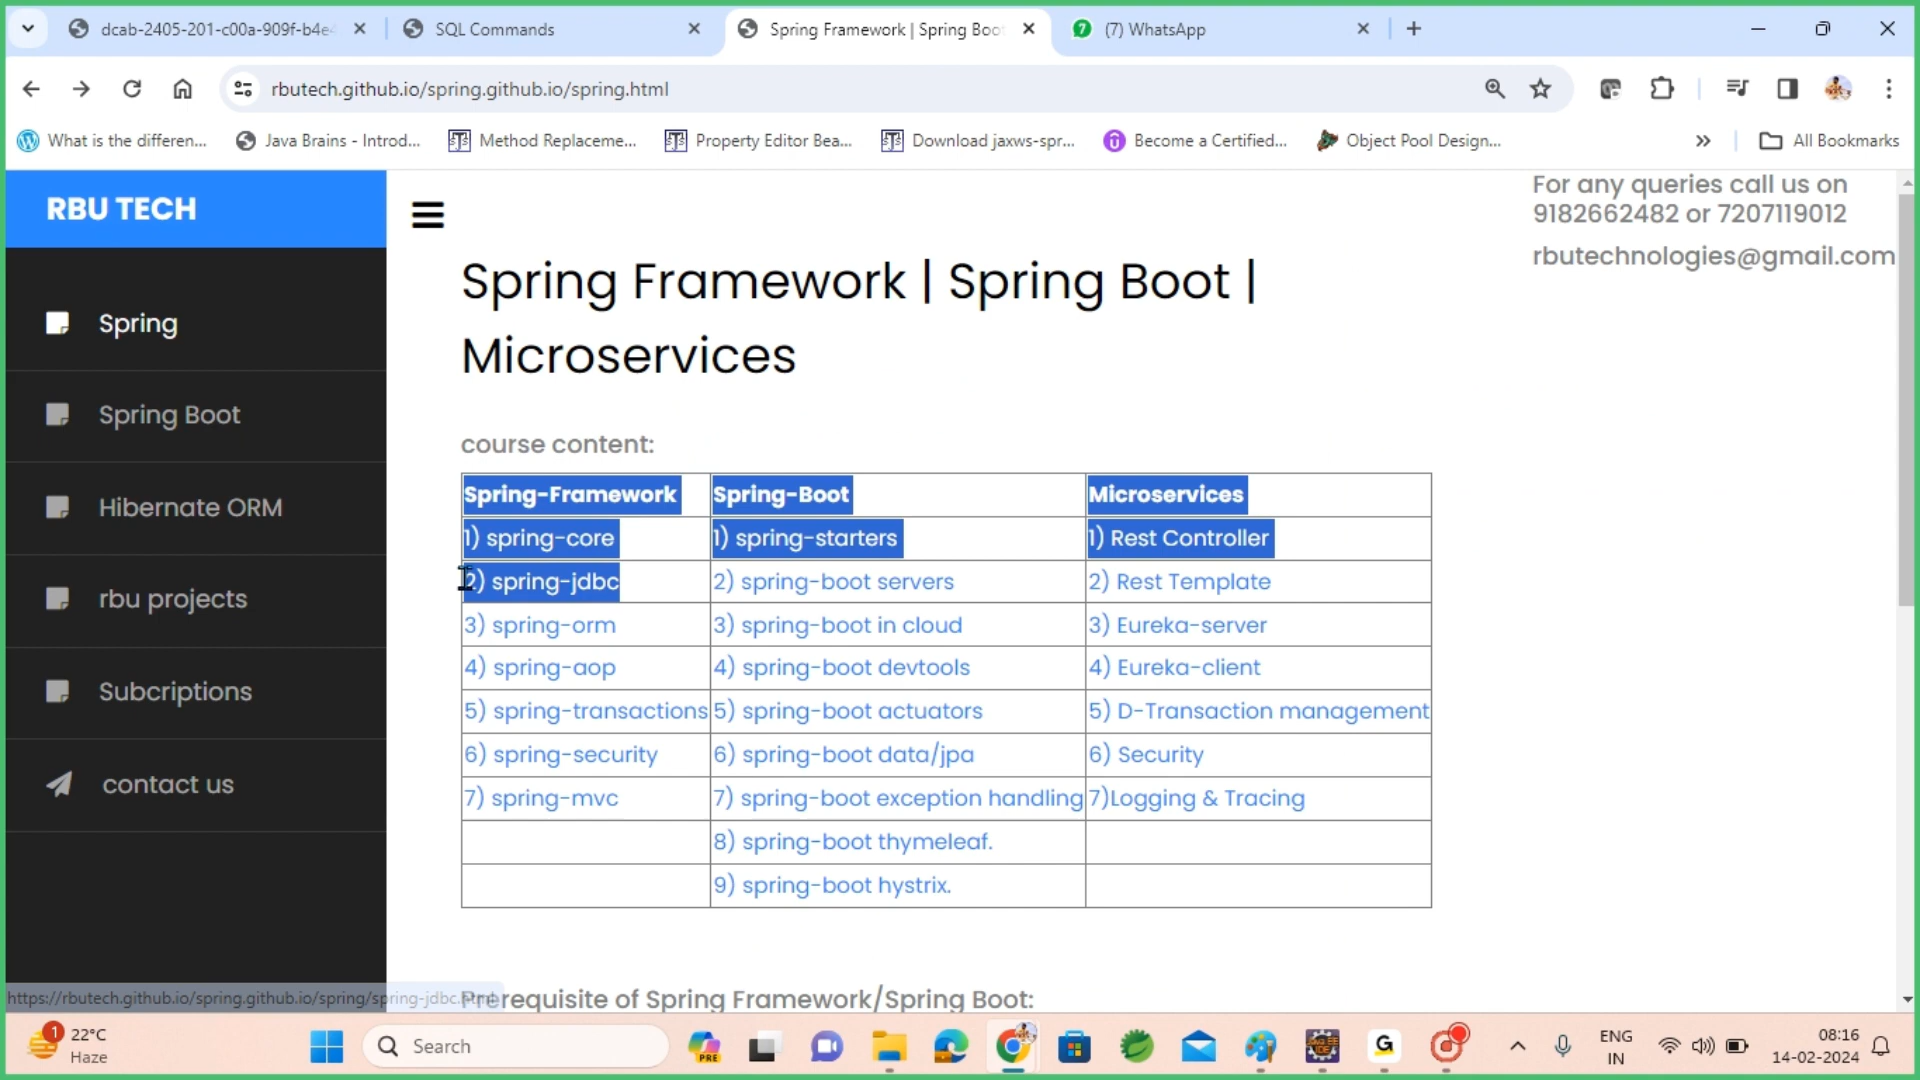 dcab-2405-201-c00a-909f-b4e
SQL Commands
Spring Framework | Spring Boo
7
(7) WhatsApp
rbutech.github.io/spring.github.io/spring.html
What is the differen...
Java Brains - Introd...
Method Replaceme...
Property Editor Bea...
Download jaxws-spr...
Become a Certified...
Object Pool Design...
All Bookmarks
RBU TECH
Spring
Spring Boot
Hibernate ORM
rbu projects
Subcriptions
contact us
For any queries call us on
9182662482 or 7207119012
rbutechnologies@gmail.com
Spring Framework | Spring Boot |
Microservices
course content:
Spring-Framework Spring-Boot Microservices
1) spring-core 1) spring-starters 1) Rest Controller
2) spring-jdbc 2) spring-boot servers 2) Rest Template
3) spring-orm 3) spring-boot in cloud 3) Eureka-server
4) spring-aop 4) spring-boot devtools 4) Eureka-client
5) spring-transactions 5) spring-boot actuators 5) D-Transaction management
6) spring-security 6) spring-boot data/jpa 6) Security
7) spring-mvc 7) spring-boot exception handling 7)Logging & Tracing
8) spring-boot thymeleaf.
9) spring-boot hystrix.
Prerequisite of Spring Framework/Spring Boot:
https://rbutech.github.io/spring.github.io/spring/spring-jdbc.html
1
22°C
Haze
Search
PRE
G
ENG
IN
08:16
14-02-2024